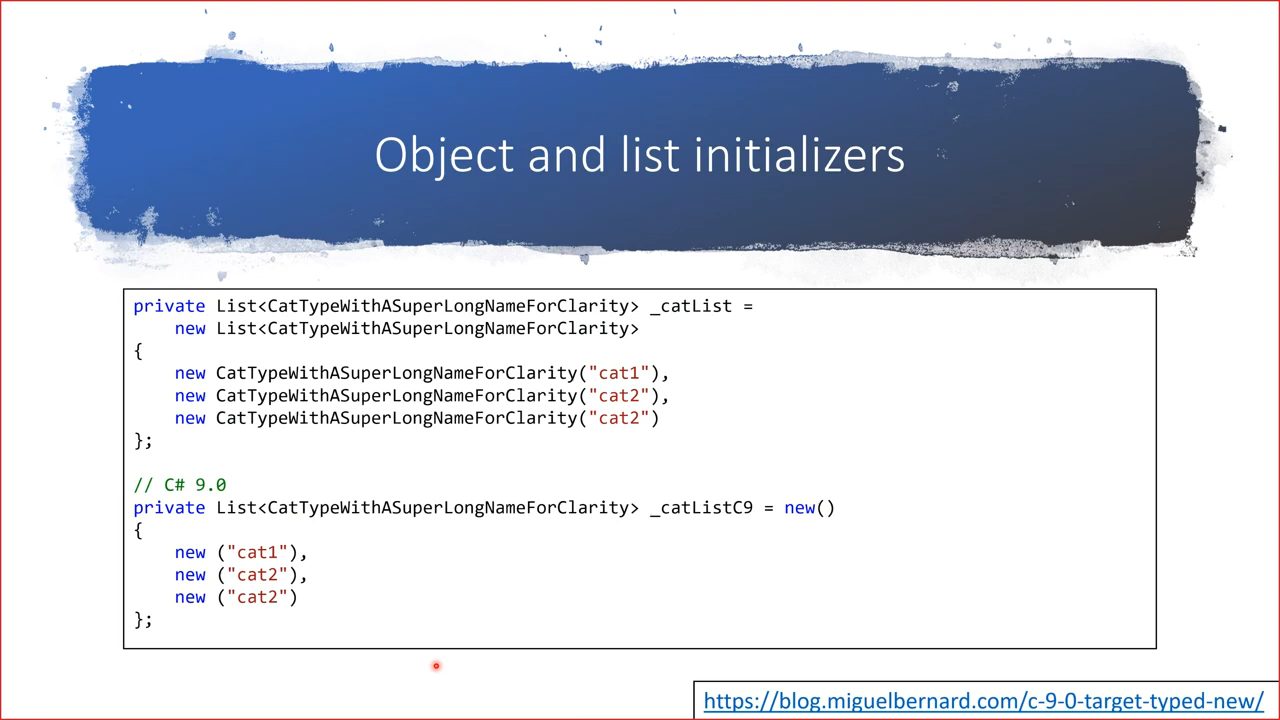 Object and list initializers
private List<CatTypeWithASuperLongNameForClarity> _catList =
    new List<CatTypeWithASuperLongNameForClarity>
{
    new CatTypeWithASuperLongNameForClarity("cat1"),
    new CatTypeWithASuperLongNameForClarity("cat2"),
    new CatTypeWithASuperLongNameForClarity("cat2")
};
// C# 9.0
private List<CatTypeWithASuperLongNameForClarity> _catListC9 = new()
{
    new ("cat1"),
    new ("cat2"),
    new ("cat2")
};
https://blog.miguelbernard.com/c-9-0-target-typed-new/